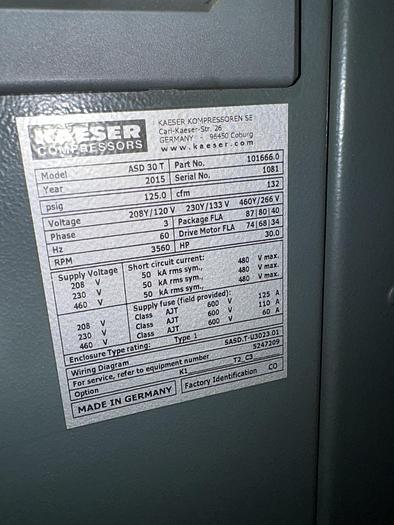 KAESER
COMPRESSORS
KAESER KOMPRESSOREN SE
Carl-Kaeser-Str. 26
GERMANY - 96450 Coburg
www.kaeser.com
Model ASD 30 T Part No. 101666.0
Year 2015 Serial No. 1081
psig 125.0 cfm 132
Voltage 208Y/120 V 230Y/133 V 460Y/266 V
Phase 3 Package FLA 87|80|40
Hz 60 Drive Motor FLA 74|68|34
RPM 3560 HP 30.0
Supply Voltage Short circuit current:
208 V 50 kA rms sym., 480 V max.
230 V 50 kA rms sym., 480 V max.
460 V 50 kA rms sym., 480 V max.
Supply fuse (field provided):
208 V Class AJT 600 V 125 A
230 V Class AJT 600 V 110 A
460 V Class AJT 600 V 60 A
Enclosure Type rating: Type 1
Wiring Diagram SASD.T-U3023.01
For service, refer to equipment number 5247209
Option K1 T2_C3
MADE IN GERMANY Factory Identification CO